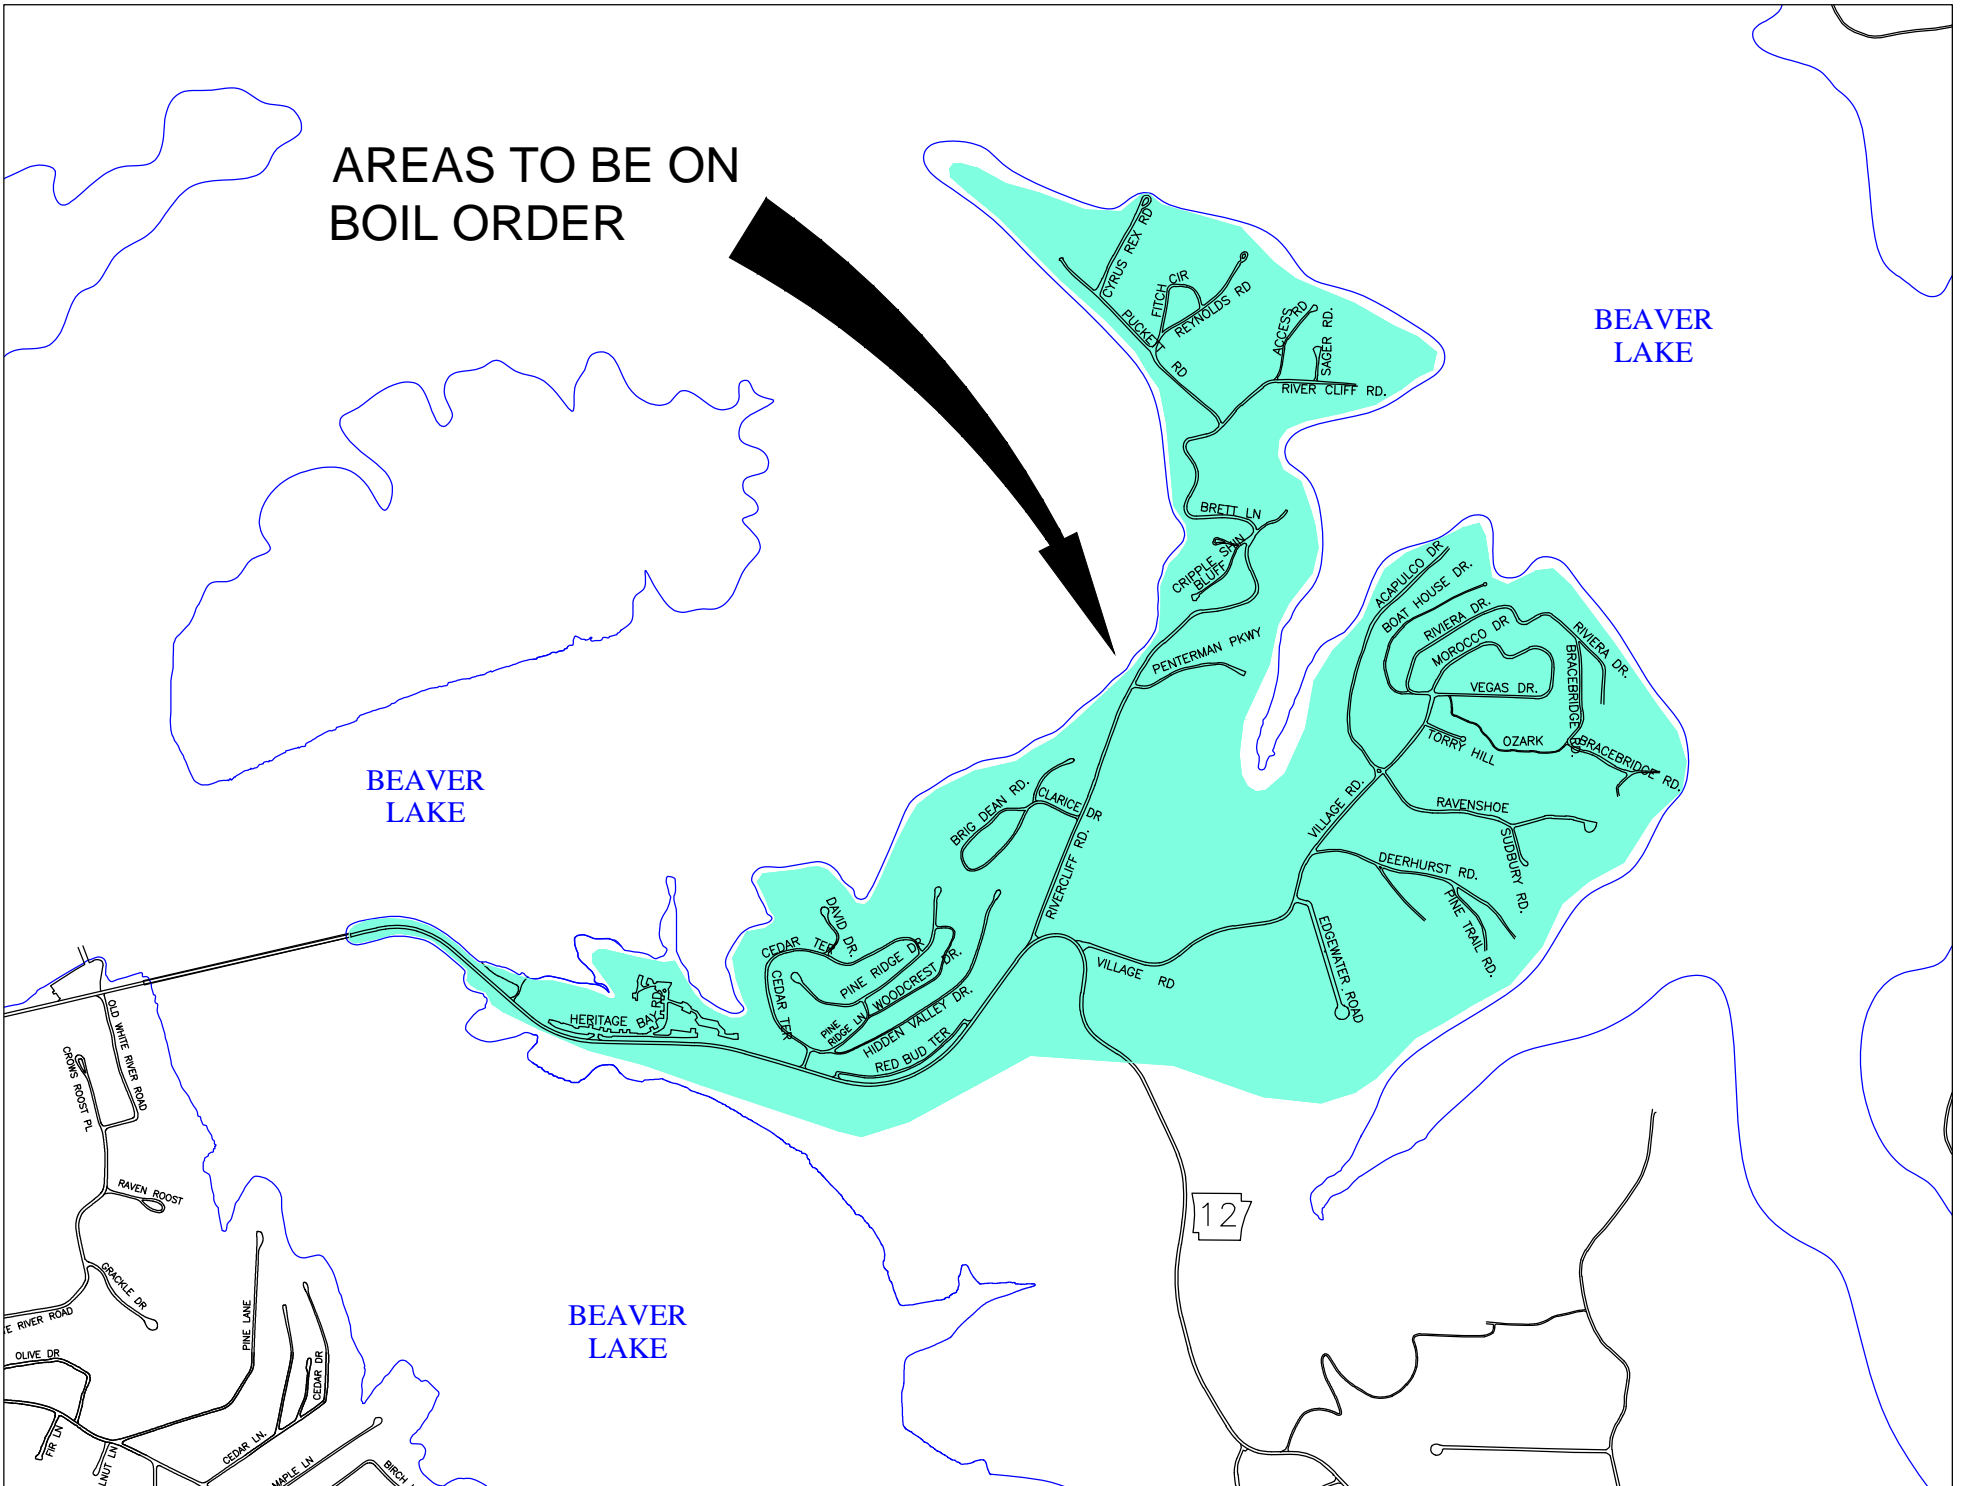 AREAS TO BE ON
BOIL ORDER
BEAVER
LAKE
CYRUS REX RD
FITCH CIR
REYNOLDS RD
PUCKETT
RD
ACCESS RD
SAGER RD.
RIVER CLIFF RD.
BRETT LN
CRIPPLE SHIN
BLUFF
PENTERMAN PKWY
ACAPULCO DR
BOAT HOUSE DR.
RIVIERA DR.
MOROCCO DR
RIVIERA DR.
BRACEBRIDGE RD.
VEGAS DR.
TORRY HILL
OZARK
BRACEBRIDGE RD.
BEAVER
LAKE
BRIG DEAN RD.
CLARICE DR
VILLAGE RD.
RAVENSHOE
SUDBURY RD.
DEERHURST RD.
PINE TRAIL RD.
RIVERCLIFF RD.
DAVID DR.
CEDAR TER
CEDAR TER
PINE RIDGE DR
WOODCREST DR.
PINE
RIDGE LN
HIDDEN VALLEY DR.
RED BUD TER
VILLAGE RD
EDGEWATER ROAD
HERITAGE BAY RD.
OLD WHITE RIVER ROAD
CROWS ROOST PL
RAVEN ROOST
GRACKLE DR
TE RIVER ROAD
12
PINE LANE
OLIVE DR
CEDAR DR
BEAVER
LAKE
FIR LN
LNUT LN
CEDAR LN.
MAPLE LN
BIRCH